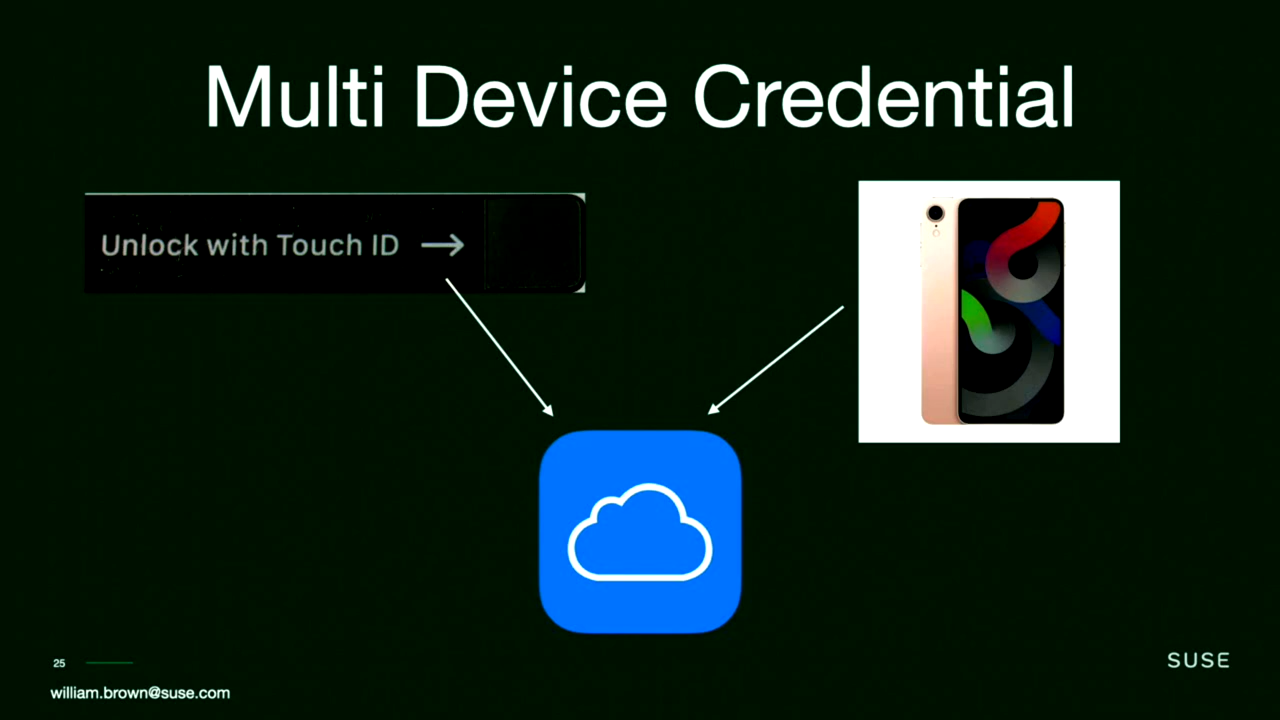 Multi Device Credential
Unlock with Touch ID →
25
SUSE
william.brown@suse.com